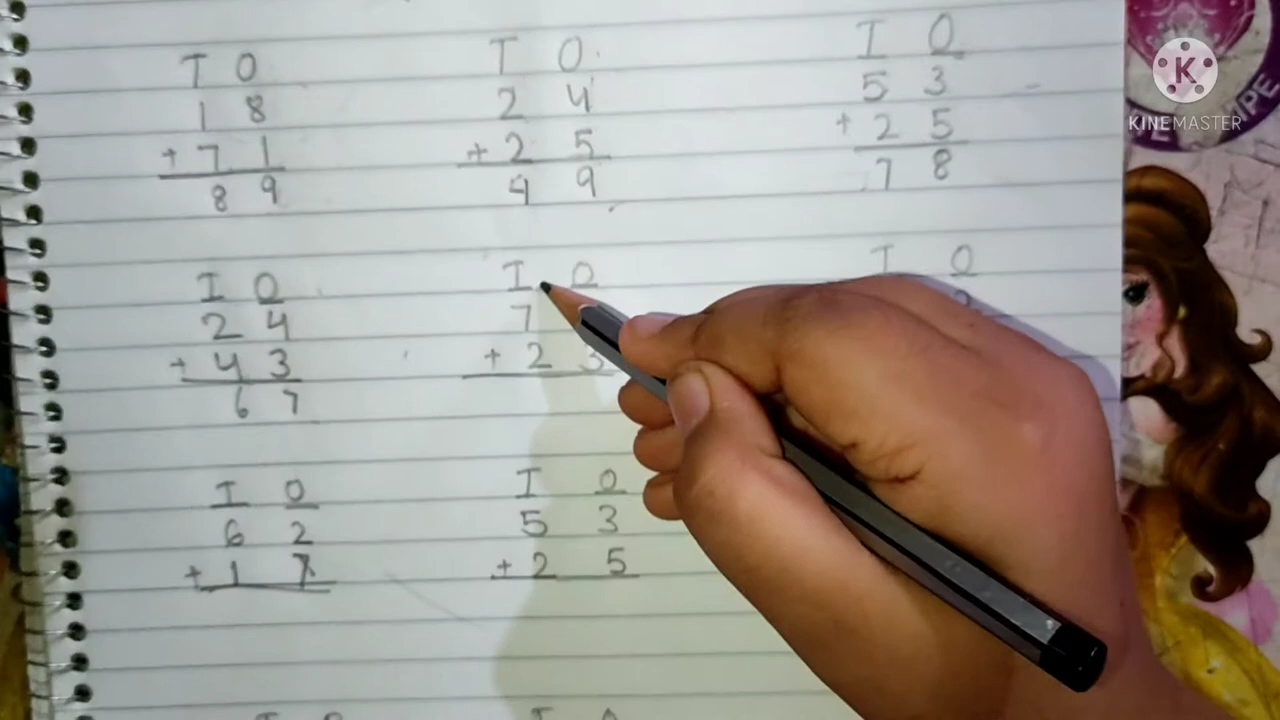 T O T O T O
1 8 2 4 5 3
+ 7 1 + 2 5 + 2 5
8 9 4 9 7 8
T O T O T O
2 4 7
+ 4 3 + 2 3
6 7
T O T O
6 2 5 3
+ 1 7 + 2 5
K
KINEMASTER